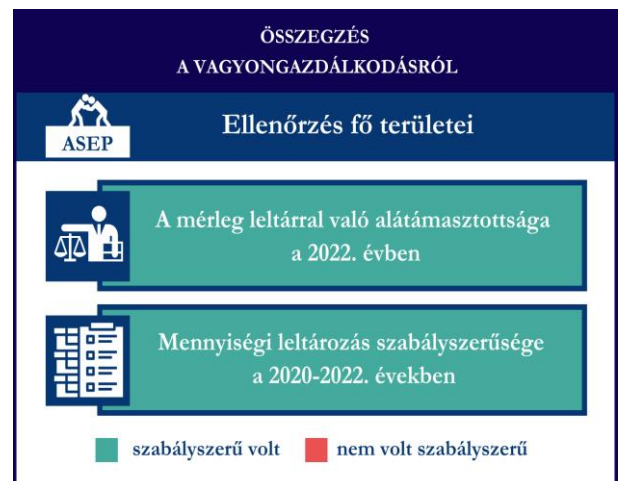 ÖSSZEGZÉS
A VAGYONGAZDÁLKODÁSRÓL
ASEP
Ellenőrzés fő területei
A mérleg leltárral való alátámasztottsága
a 2022. évben
Mennyiségi leltározás szabályszerűsége
a 2020-2022. években
szabályszerű volt
nem volt szabályszerű